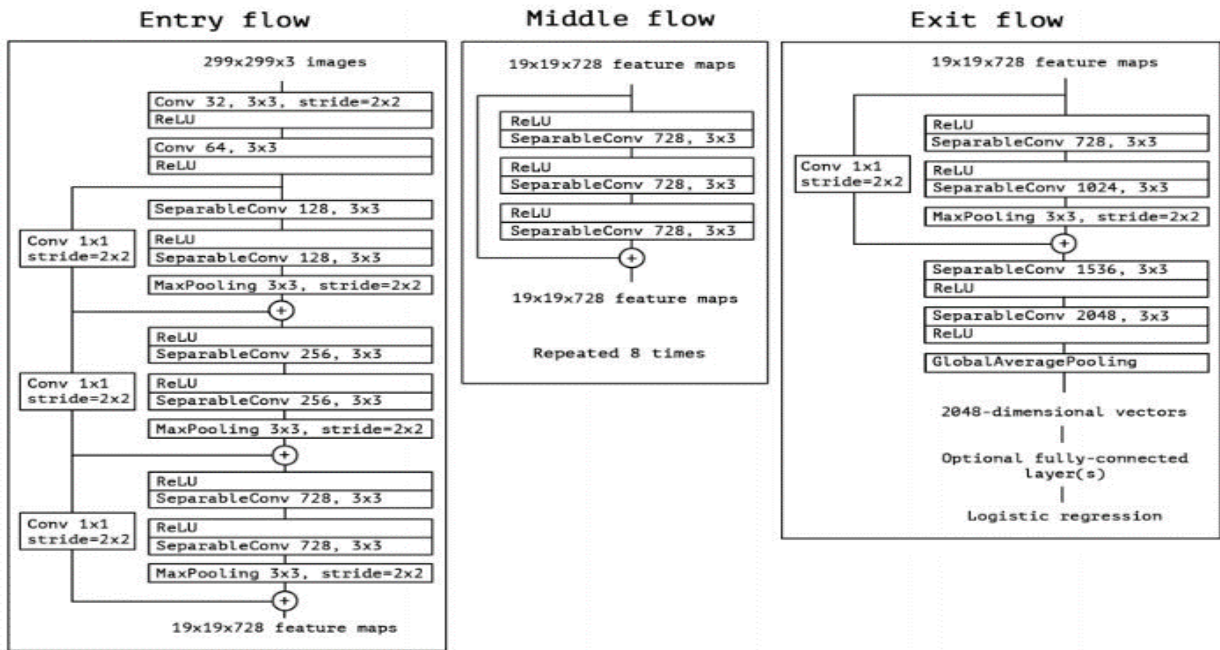 Entry flow
299x299x3 images
Conv 32, 3x3, stride=2x2
ReLU
Conv 64, 3x3
ReLU
SeparableConv 128, 3x3
Conv 1x1
stride=2x2
ReLU
SeparableConv 128, 3x3
MaxPooling 3x3, stride=2x2
+
ReLU
SeparableConv 256, 3x3
Conv 1x1
stride=2x2
ReLU
SeparableConv 256, 3x3
MaxPooling 3x3, stride=2x2
+
ReLU
SeparableConv 728, 3x3
Conv 1x1
stride=2x2
ReLU
SeparableConv 728, 3x3
MaxPooling 3x3, stride=2x2
+
19x19x728 feature maps
Middle flow
19x19x728 feature maps
ReLU
SeparableConv 728, 3x3
ReLU
SeparableConv 728, 3x3
ReLU
SeparableConv 728, 3x3
+
19x19x728 feature maps
Repeated 8 times
Exit flow
19x19x728 feature maps
ReLU
SeparableConv 728, 3x3
Conv 1x1
stride=2x2
ReLU
SeparableConv 1024, 3x3
MaxPooling 3x3, stride=2x2
+
SeparableConv 1536, 3x3
ReLU
SeparableConv 2048, 3x3
ReLU
GlobalAveragePooling
2048-dimensional vectors
Optional fully-connected
layer(s)
Logistic regression